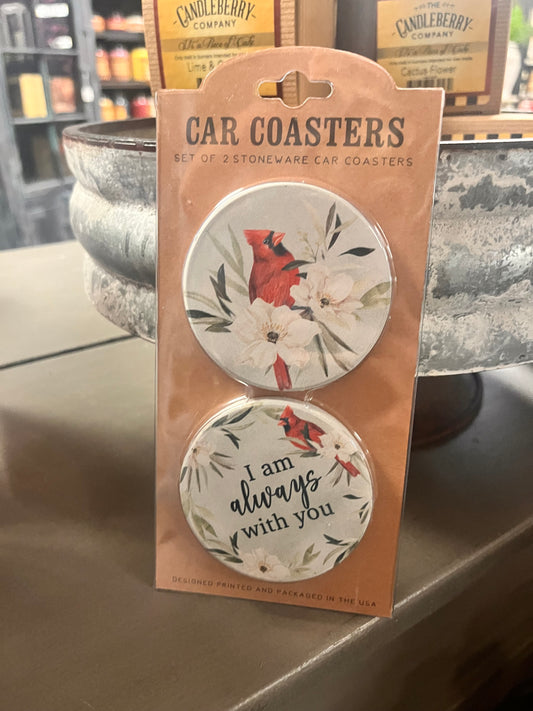 CANDLEBERRY
COMPANY
Lime & C
THE
CANDLEBERRY
COMPANY
Cactus Flower
CAR COASTERS
SET OF 2 STONEWARE CAR COASTERS
I am
always
with you
DESIGNED PRINTED AND PACKAGED IN THE USA